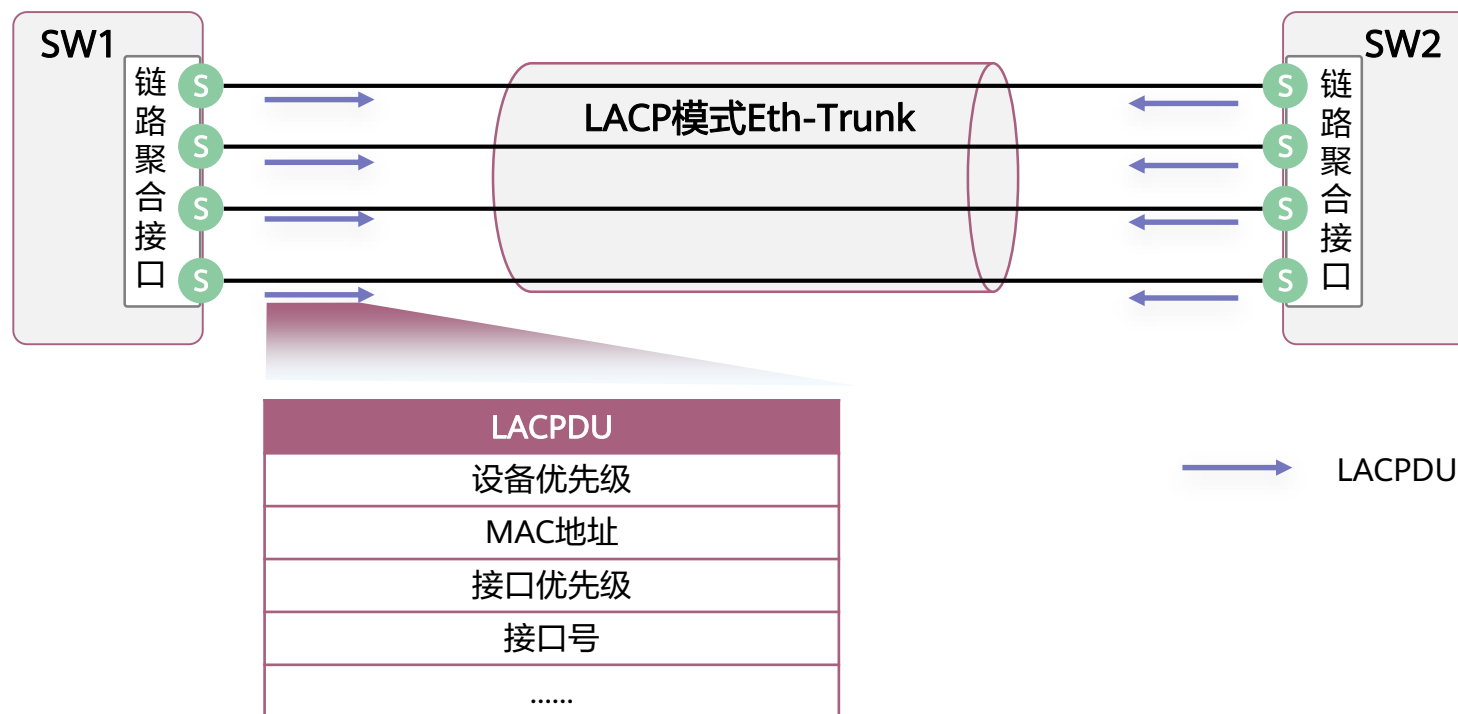 SW1
SW2
链路聚合接口
S
S
S
S
LACP模式Eth-Trunk
S
S
S
S
链路聚合接口
LACPDU
设备优先级
MAC地址
接口优先级
接口号
......
LACPDU